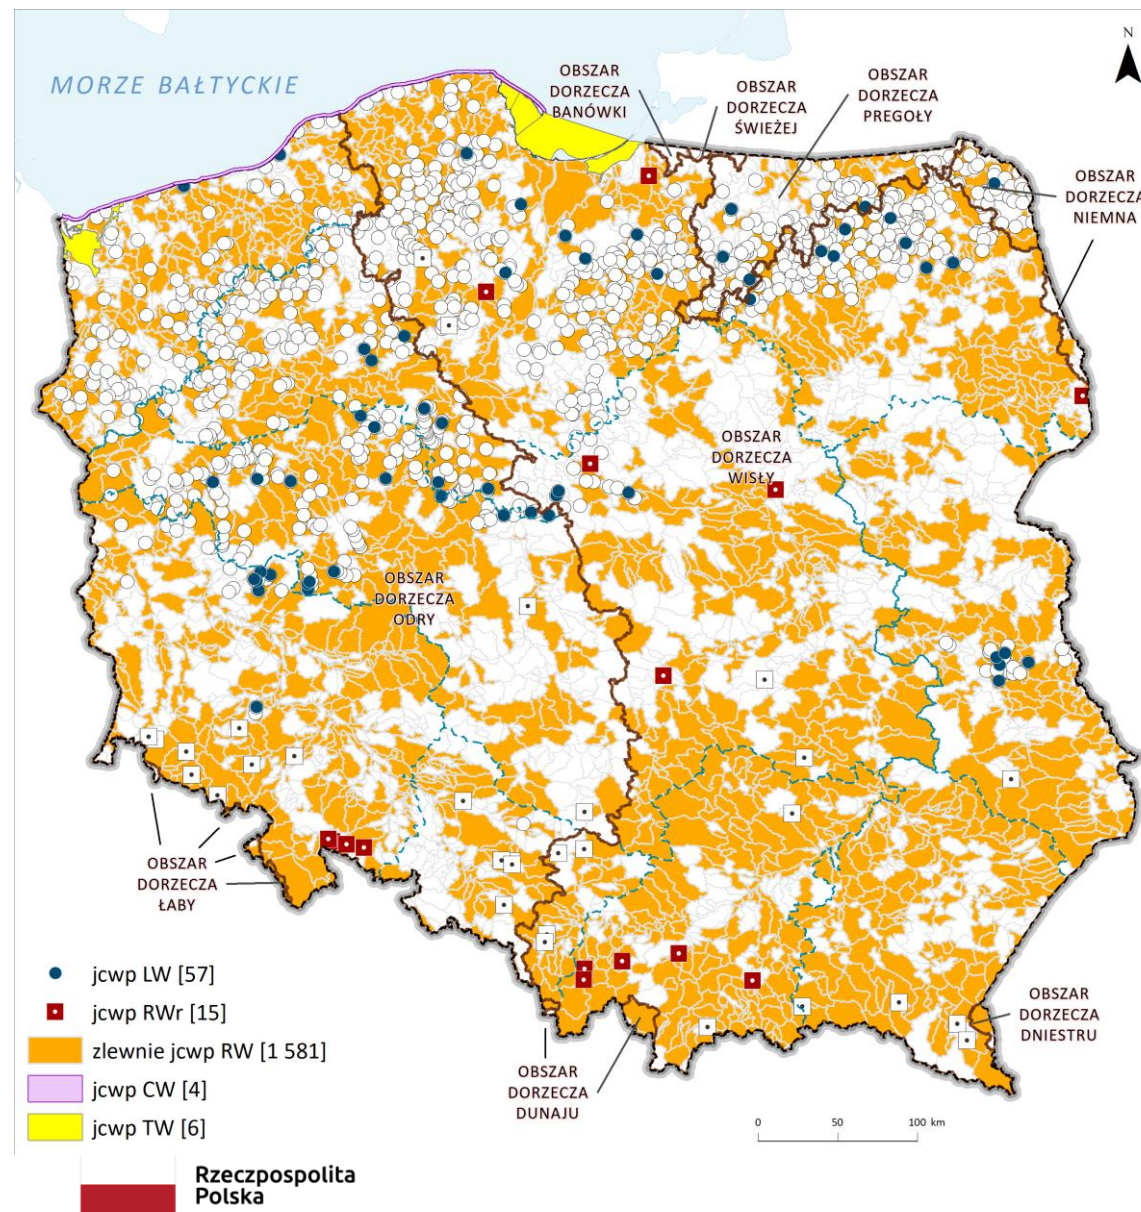 MORZE BAŁTYCKIE
N
OBSZAR
DORZECZA
BANÓWKI
OBSZAR
DORZECZA
ŚWIEŻEJ
OBSZAR
DORZECZA
PREGOŁY
OBSZAR
DORZECZA
NIEMNA
OBSZAR
DORZECZA
WISŁY
OBSZAR
DORZECZA
ODRY
OBSZAR
DORZECZA
ŁABY
OBSZAR
DORZECZA
DNIESTRU
OBSZAR
DORZECZA
DUNAJU
jcwp LW [57]
jcwp RWr [15]
zlewnie jcwp RW [1 581]
jcwp CW [4]
jcwp TW [6]
0 50 100 km
Rzeczpospolita
Polska